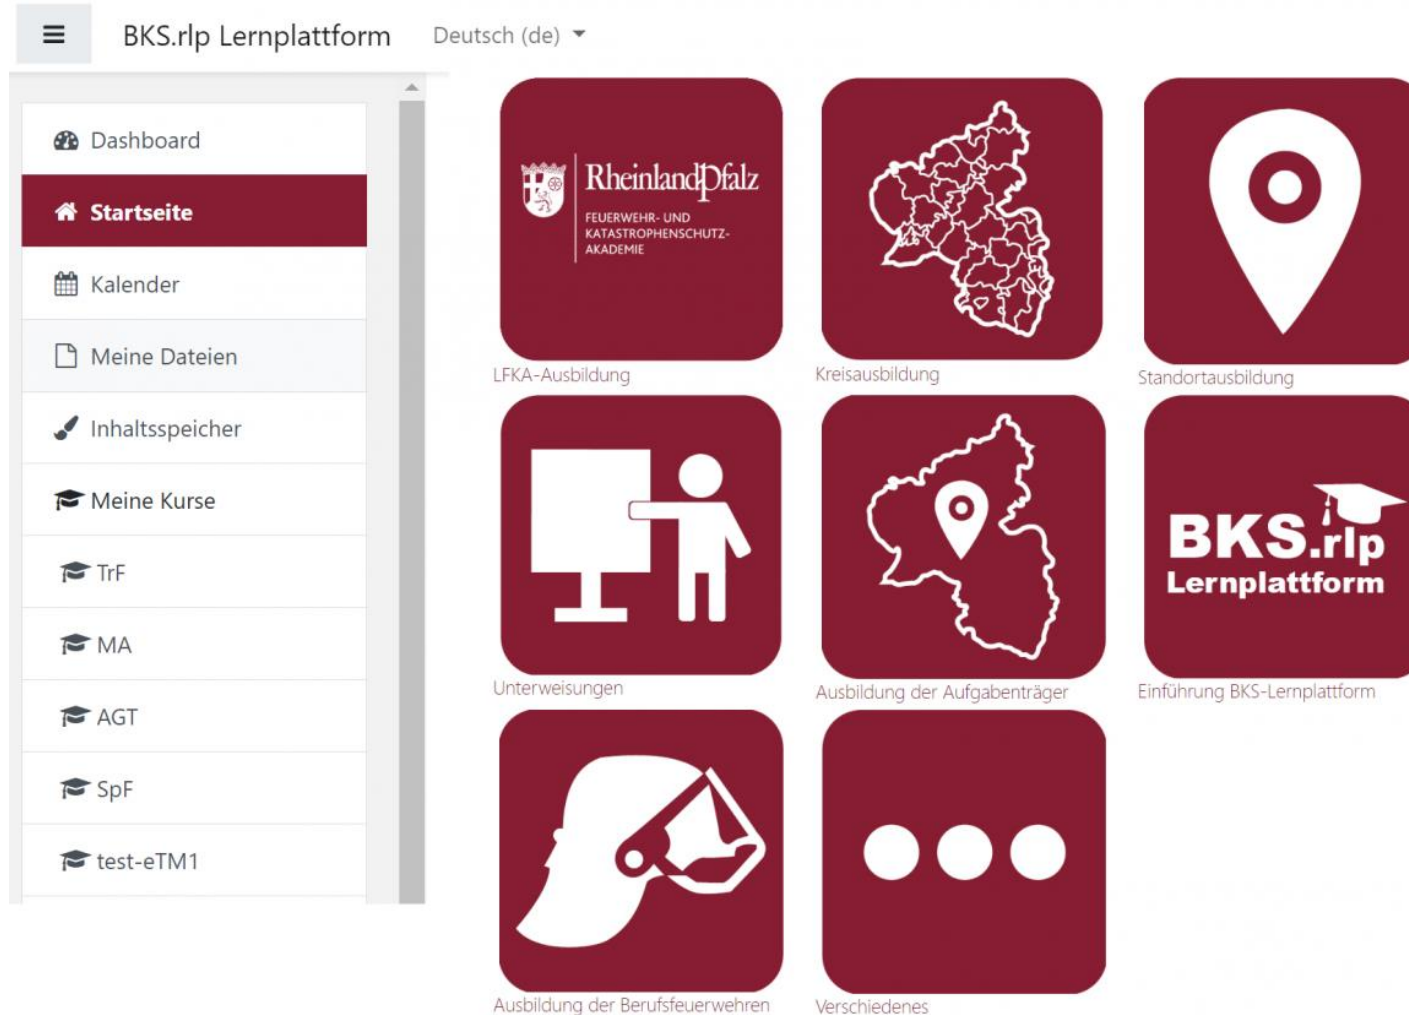 BKS.rlp Lernplattform
Deutsch (de)
Dashboard
Startseite
Kalender
Meine Dateien
Inhaltsspeicher
Meine Kurse
TrF
MA
AGT
SpF
test-eTM1
RheinlandPfalz
FEUERWEHR- UND
KATASTROPHENSCHUTZ-
AKADEMIE
LFKA-Ausbildung
Kreisausbildung
Standortausbildung
Unterweisungen
Ausbildung der Aufgabenträger
BKS.rlp
Lernplattform
Einführung BKS-Lernplattform
Ausbildung der Berufsfeuerwehren
Verschiedenes